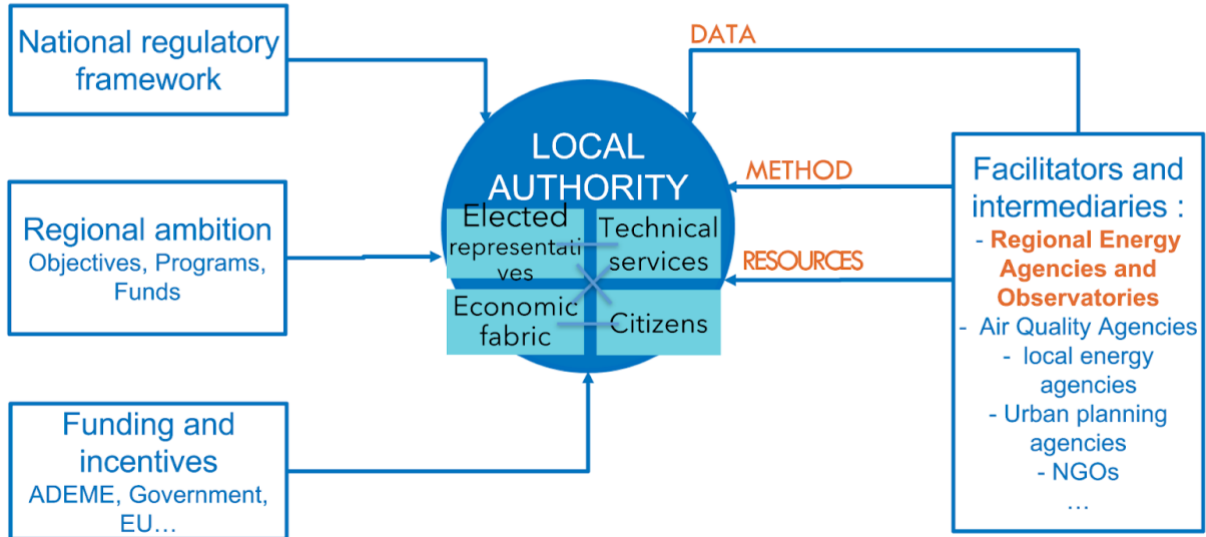 National regulatory
framework
Regional ambition
Objectives, Programs,
Funds
Funding and
incentives
ADEME, Government,
EU…
LOCAL
AUTHORITY
Elected
representati
ves
Technical
services
Economic
fabric
Citizens
DATA
METHOD
RESOURCES
Facilitators and
intermediaries :
- Regional Energy
Agencies and
Observatories
- Air Quality Agencies
- local energy
agencies
- Urban planning
agencies
- NGOs
…